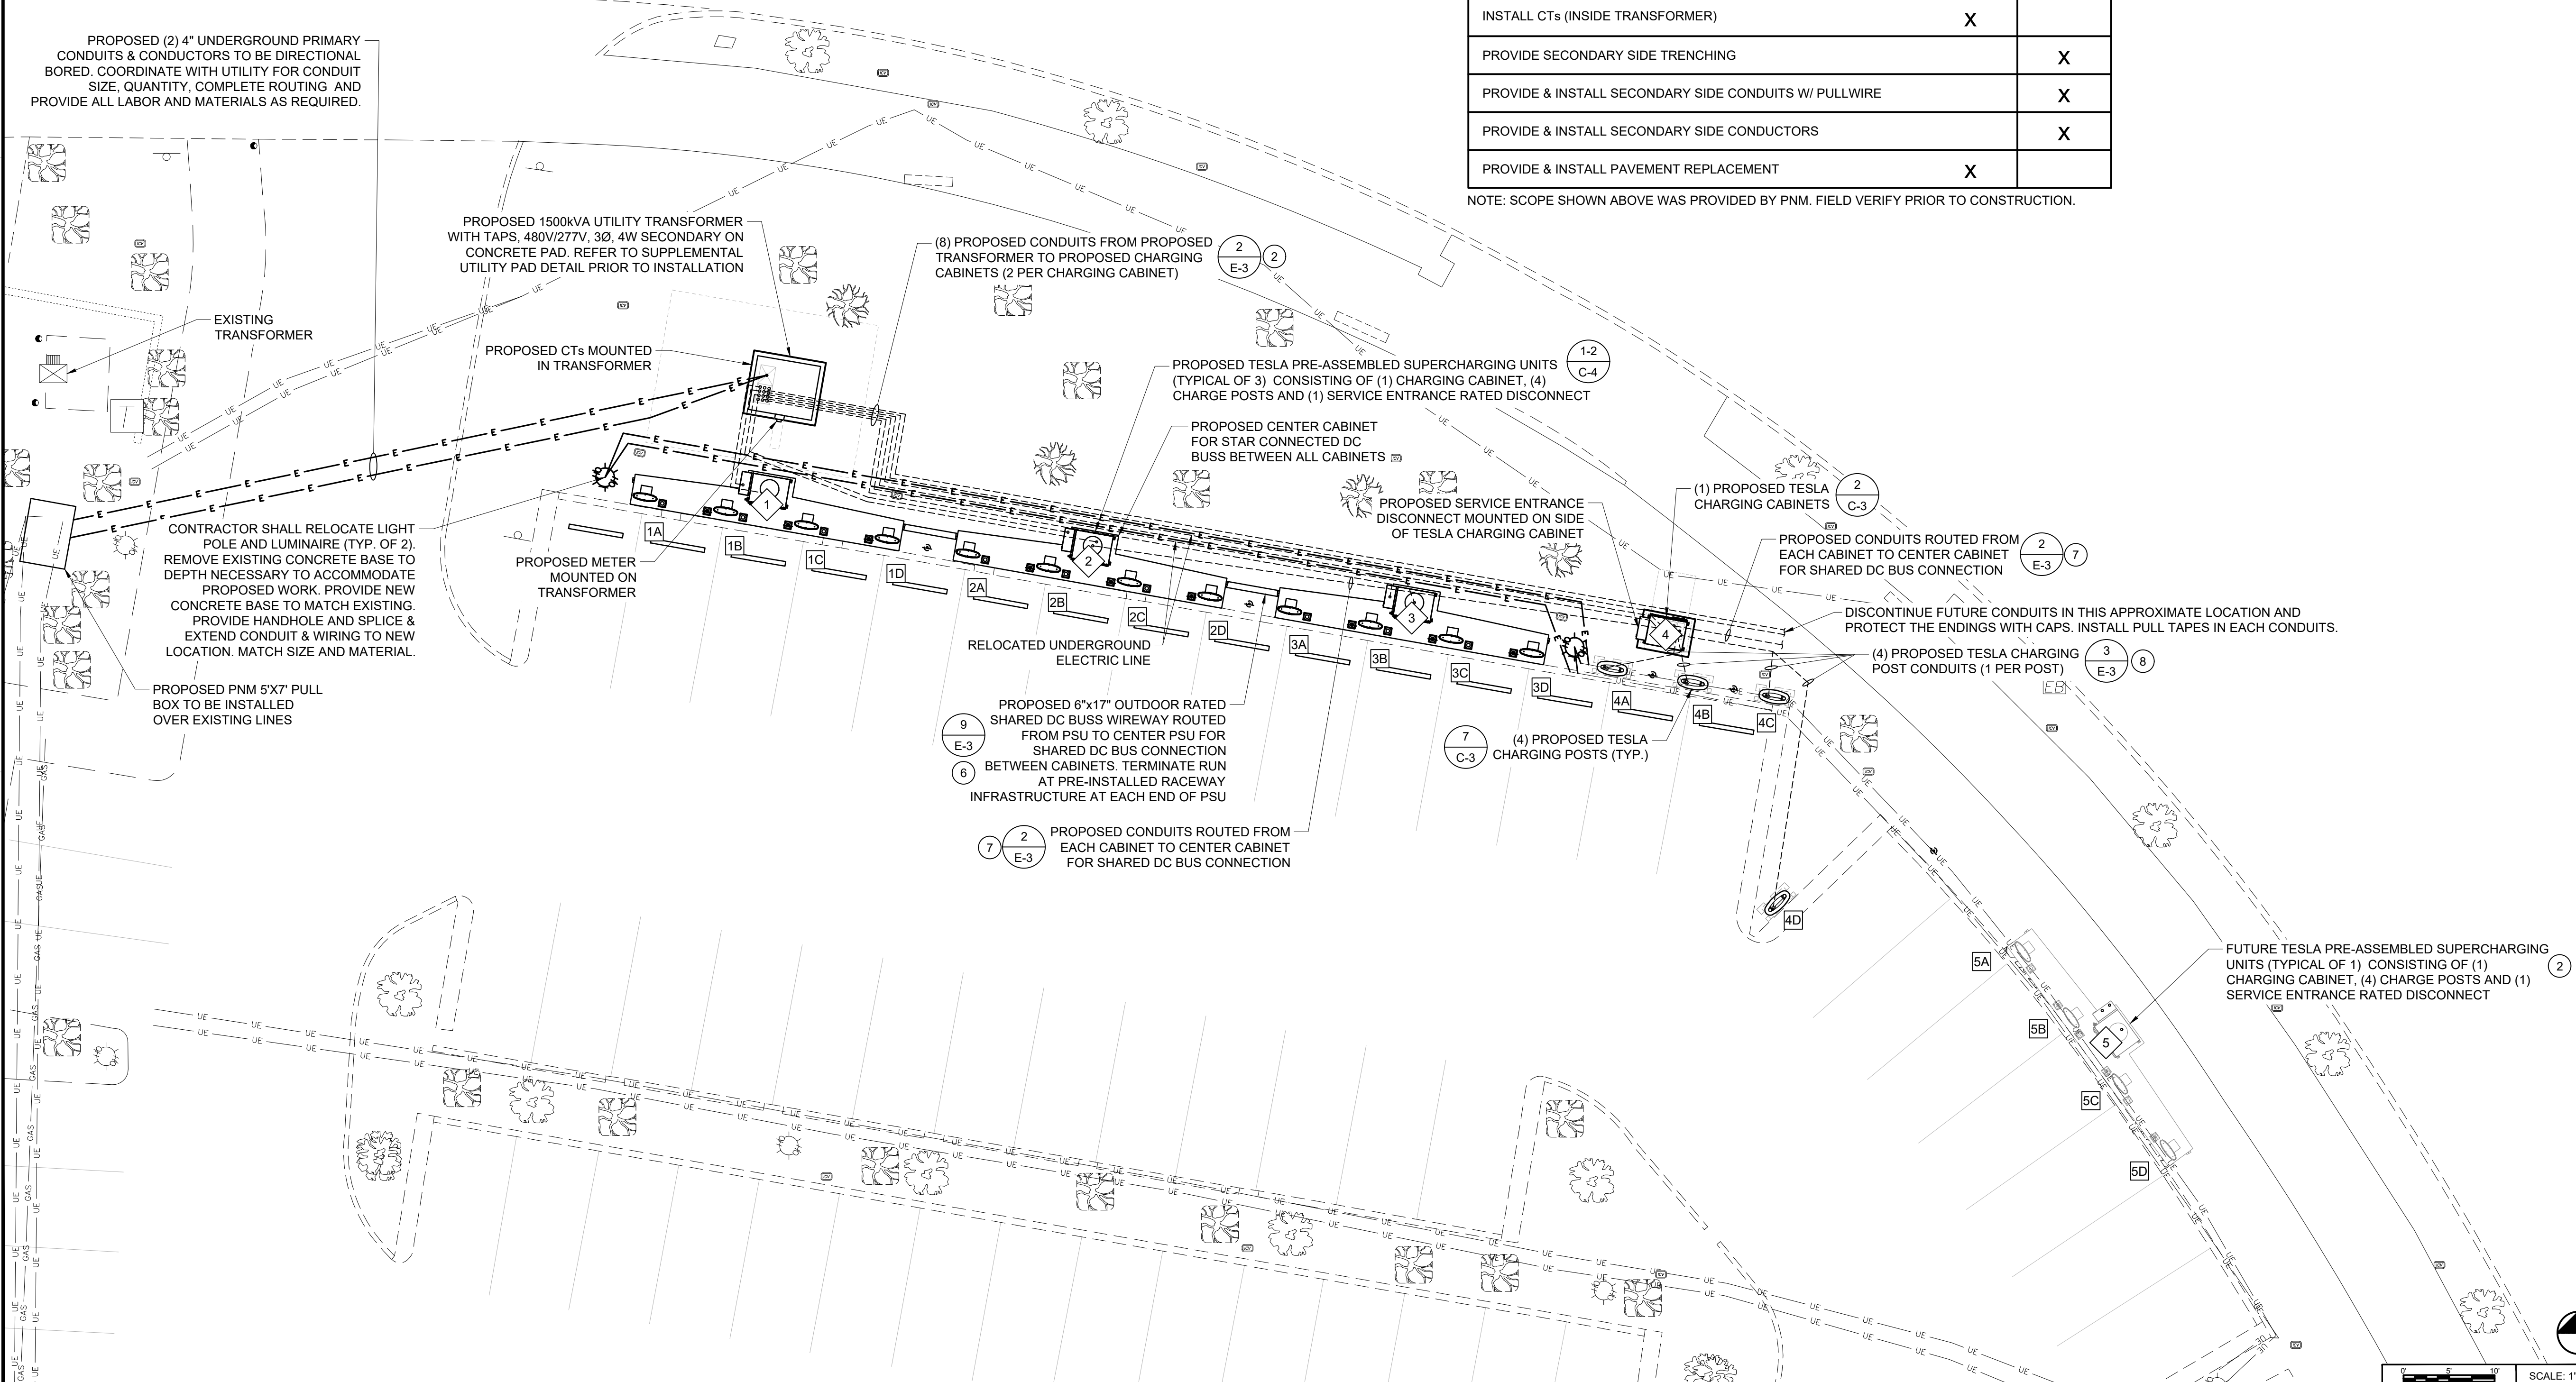 INSTALL CTs (INSIDE TRANSFORMER) X
PROVIDE SECONDARY SIDE TRENCHING X
PROVIDE & INSTALL SECONDARY SIDE CONDUITS W/ PULLWIRE X
PROVIDE & INSTALL SECONDARY SIDE CONDUCTORS X
PROVIDE & INSTALL PAVEMENT REPLACEMENT X
NOTE: SCOPE SHOWN ABOVE WAS PROVIDED BY PNM. FIELD VERIFY PRIOR TO CONSTRUCTION.
PROPOSED (2) 4" UNDERGROUND PRIMARY
CONDUITS & CONDUCTORS TO BE DIRECTIONAL
BORED. COORDINATE WITH UTILITY FOR CONDUIT
SIZE, QUANTITY, COMPLETE ROUTING AND
PROVIDE ALL LABOR AND MATERIALS AS REQUIRED.
PROPOSED 1500kVA UTILITY TRANSFORMER
WITH TAPS, 480V/277V, 3Ø, 4W SECONDARY ON
CONCRETE PAD. REFER TO SUPPLEMENTAL
UTILITY PAD DETAIL PRIOR TO INSTALLATION
(8) PROPOSED CONDUITS FROM PROPOSED
TRANSFORMER TO PROPOSED CHARGING
CABINETS (2 PER CHARGING CABINET)
2
E-3
2
EXISTING
TRANSFORMER
PROPOSED CTs MOUNTED
IN TRANSFORMER
PROPOSED TESLA PRE-ASSEMBLED SUPERCHARGING UNITS
(TYPICAL OF 3) CONSISTING OF (1) CHARGING CABINET, (4)
CHARGE POSTS AND (1) SERVICE ENTRANCE RATED DISCONNECT
1-2
C-4
PROPOSED CENTER CABINET
FOR STAR CONNECTED DC
BUSS BETWEEN ALL CABINETS
PROPOSED SERVICE ENTRANCE
DISCONNECT MOUNTED ON SIDE
OF TESLA CHARGING CABINET
(1) PROPOSED TESLA
CHARGING CABINETS
2
C-3
PROPOSED CONDUITS ROUTED FROM
EACH CABINET TO CENTER CABINET
FOR SHARED DC BUS CONNECTION
2
E-3
7
DISCONTINUE FUTURE CONDUITS IN THIS APPROXIMATE LOCATION AND
PROTECT THE ENDINGS WITH CAPS. INSTALL PULL TAPES IN EACH CONDUITS.
(4) PROPOSED TESLA CHARGING
POST CONDUITS (1 PER POST)
3
E-3
8
CONTRACTOR SHALL RELOCATE LIGHT
POLE AND LUMINAIRE (TYP. OF 2).
REMOVE EXISTING CONCRETE BASE TO
DEPTH NECESSARY TO ACCOMMODATE
PROPOSED WORK. PROVIDE NEW
CONCRETE BASE TO MATCH EXISTING.
PROVIDE HANDHOLE AND SPLICE &
EXTEND CONDUIT & WIRING TO NEW
LOCATION. MATCH SIZE AND MATERIAL.
PROPOSED METER
MOUNTED ON
TRANSFORMER
PROPOSED PNM 5'X7' PULL
BOX TO BE INSTALLED
OVER EXISTING LINES
RELOCATED UNDERGROUND
ELECTRIC LINE
PROPOSED 6"x17" OUTDOOR RATED
SHARED DC BUSS WIREWAY ROUTED
FROM PSU TO CENTER PSU FOR
SHARED DC BUS CONNECTION
BETWEEN CABINETS. TERMINATE RUN
AT PRE-INSTALLED RACEWAY
INFRASTRUCTURE AT EACH END OF PSU
9
E-3
6
7
2
E-3
PROPOSED CONDUITS ROUTED FROM
EACH CABINET TO CENTER CABINET
FOR SHARED DC BUS CONNECTION
7
C-3
(4) PROPOSED TESLA
CHARGING POSTS (TYP.)
FUTURE TESLA PRE-ASSEMBLED SUPERCHARGING
UNITS (TYPICAL OF 1) CONSISTING OF (1)
CHARGING CABINET, (4) CHARGE POSTS AND (1)
SERVICE ENTRANCE RATED DISCONNECT
2
1
2
3
4
5
1A
1B
1C
1D
2A
2B
2C
2D
3A
3B
3C
3D
4A
4B
4C
4D
5A
5B
5C
5D
UE
E
GAS
0' 5' 10'
SCALE: 1"